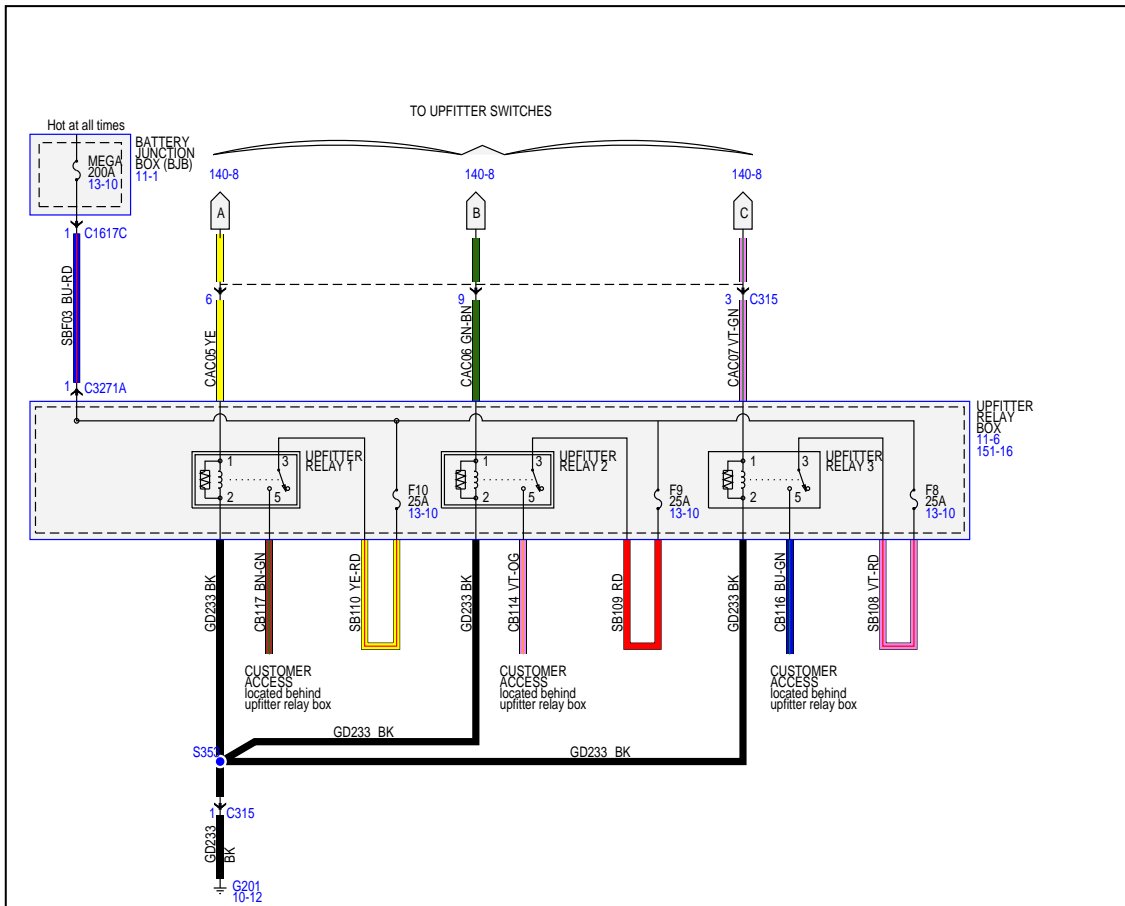 TO UPFITTER SWITCHES
Hot at all times
BATTERY
JUNCTION
BOX (BJB)
11-1
MEGA
200A
13-10
140-8
140-8
140-8
A
B
C
1 C1617C
SBF03 BU-RD
6
9
3 C315
CAC05 YE
CAC06 GN-BN
CAC07 VT-GN
1 C3271A
UPFITTER
RELAY
BOX
11-6
151-16
UPFITTER
RELAY 1
1
3
2
5
F10
25A
13-10
UPFITTER
RELAY 2
1
3
2
5
F9
25A
13-10
UPFITTER
RELAY 3
1
3
2
5
F8
25A
13-10
GD233 BK
CB117 BN-GN
SB110 YE-RD
GD233 BK
CB114 VT-OG
SB109 RD
GD233 BK
CB116 BU-GN
SB108 VT-RD
CUSTOMER
ACCESS
located behind
upfitter relay box
CUSTOMER
ACCESS
located behind
upfitter relay box
CUSTOMER
ACCESS
located behind
upfitter relay box
GD233 BK
GD233 BK
S353
1 C315
GD233
BK
G201
10-12